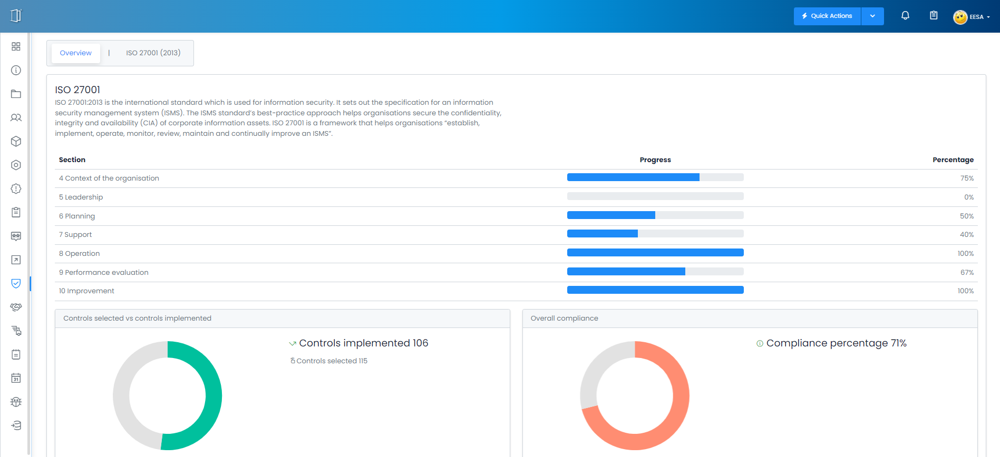 Quick Actions
EESA
Overview | ISO 27001 (2013)
ISO 27001
ISO 27001:2013 is the international standard which is used for information security. It sets out the specification for an information
security management system (ISMS). The ISMS standard's best-practice approach helps organisations secure the confidentiality,
integrity and availability (CIA) of corporate information assets. ISO 27001 is a framework that helps organisations “establish,
implement, operate, monitor, review, maintain and continually improve an ISMS”.
Section Progress Percentage
4 Context of the organisation 75%
5 Leadership 0%
6 Planning 50%
7 Support 40%
8 Operation 100%
9 Performance evaluation 67%
10 Improvement 100%
Controls selected vs controls implemented
Controls implemented 106
Controls selected 115
Overall compliance
Compliance percentage 71%
31